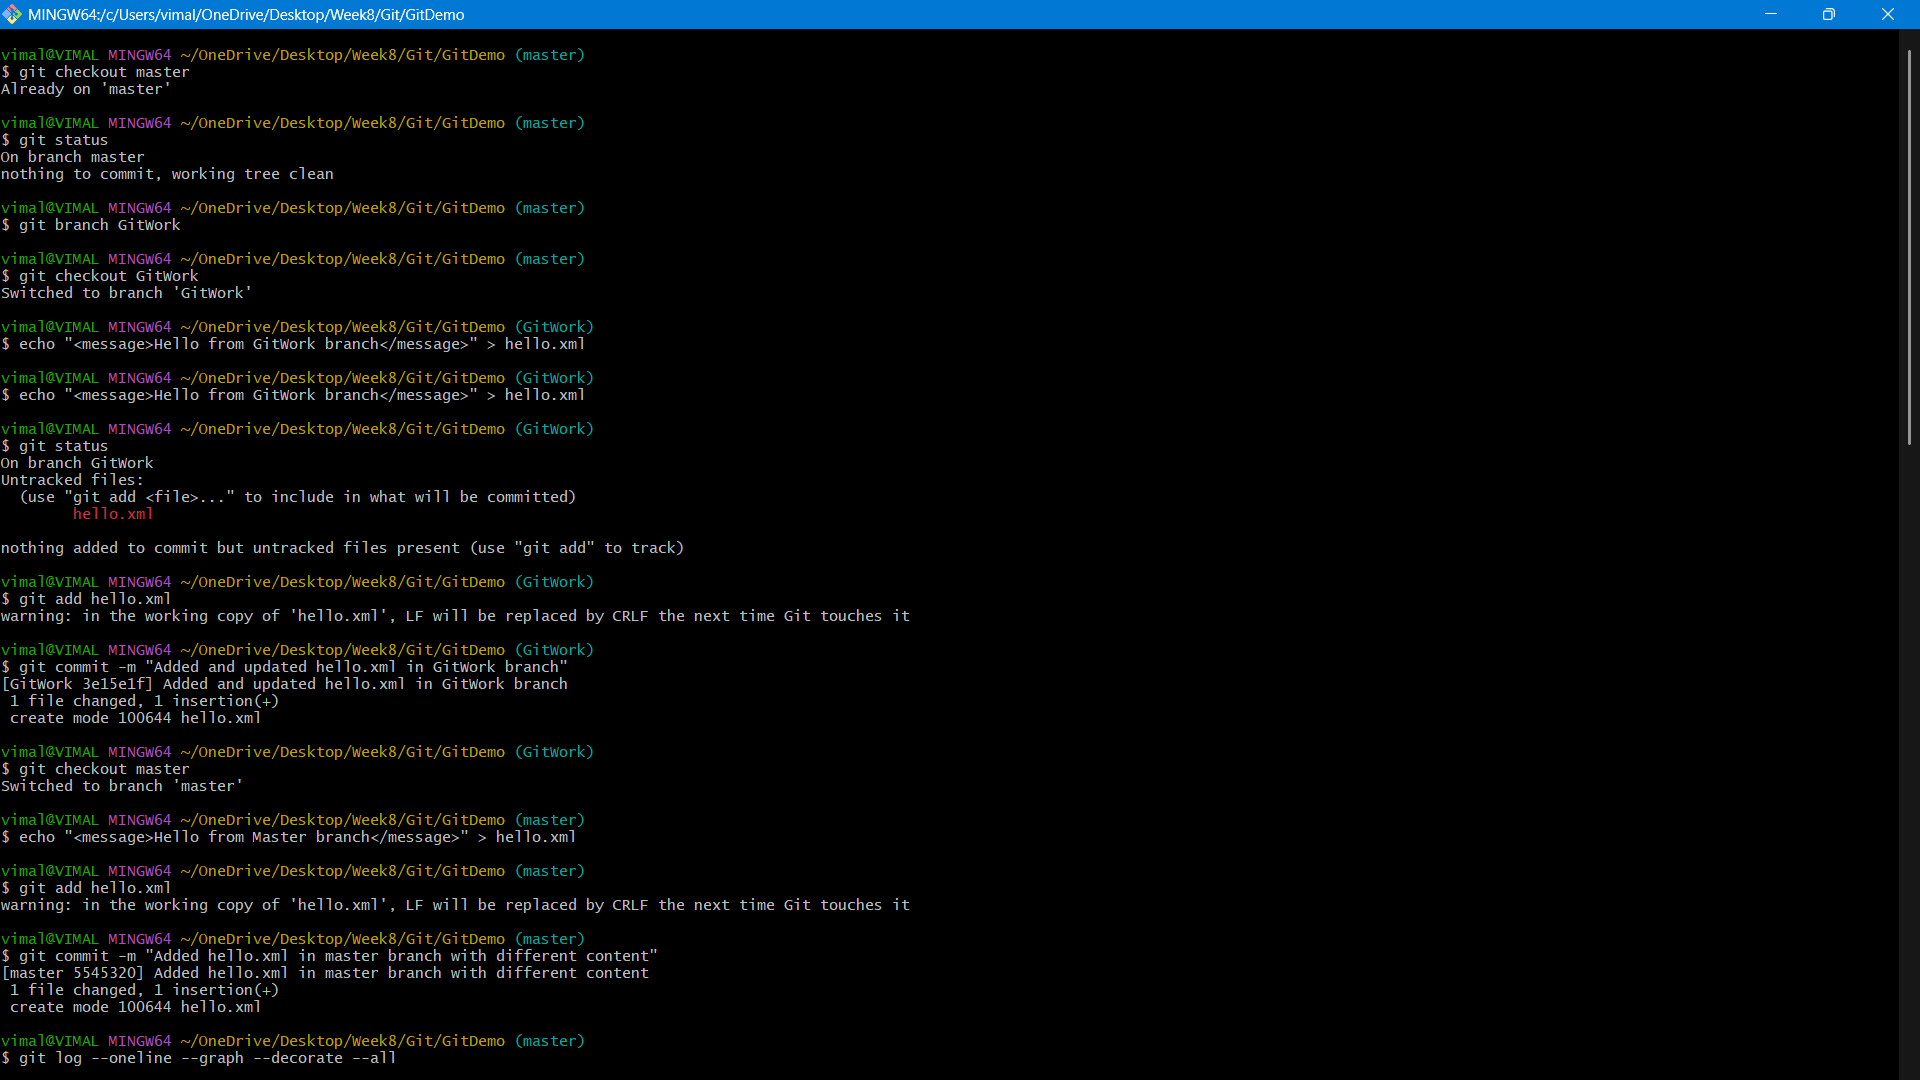 MINGW64:/c/Users/vimal/OneDrive/Desktop/Week8/Git/GitDemo
vimal@VIMAL MINGW64 ~/OneDrive/Desktop/Week8/Git/GitDemo (master)
$ git checkout master
Already on 'master'
vimal@VIMAL MINGW64 ~/OneDrive/Desktop/Week8/Git/GitDemo (master)
$ git status
On branch master
nothing to commit, working tree clean
vimal@VIMAL MINGW64 ~/OneDrive/Desktop/Week8/Git/GitDemo (master)
$ git branch GitWork
vimal@VIMAL MINGW64 ~/OneDrive/Desktop/Week8/Git/GitDemo (master)
$ git checkout GitWork
Switched to branch 'GitWork'
vimal@VIMAL MINGW64 ~/OneDrive/Desktop/Week8/Git/GitDemo (GitWork)
$ echo "<message>Hello from GitWork branch</message>" > hello.xml
vimal@VIMAL MINGW64 ~/OneDrive/Desktop/Week8/Git/GitDemo (GitWork)
$ echo "<message>Hello from GitWork branch</message>" > hello.xml
vimal@VIMAL MINGW64 ~/OneDrive/Desktop/Week8/Git/GitDemo (GitWork)
$ git status
On branch GitWork
Untracked files:
  (use "git add <file>..." to include in what will be committed)
        hello.xml
nothing added to commit but untracked files present (use "git add" to track)
vimal@VIMAL MINGW64 ~/OneDrive/Desktop/Week8/Git/GitDemo (GitWork)
$ git add hello.xml
warning: in the working copy of 'hello.xml', LF will be replaced by CRLF the next time Git touches it
vimal@VIMAL MINGW64 ~/OneDrive/Desktop/Week8/Git/GitDemo (GitWork)
$ git commit -m "Added and updated hello.xml in GitWork branch"
[GitWork 3e15e1f] Added and updated hello.xml in GitWork branch
 1 file changed, 1 insertion(+)
 create mode 100644 hello.xml
vimal@VIMAL MINGW64 ~/OneDrive/Desktop/Week8/Git/GitDemo (GitWork)
$ git checkout master
Switched to branch 'master'
vimal@VIMAL MINGW64 ~/OneDrive/Desktop/Week8/Git/GitDemo (master)
$ echo "<message>Hello from Master branch</message>" > hello.xml
vimal@VIMAL MINGW64 ~/OneDrive/Desktop/Week8/Git/GitDemo (master)
$ git add hello.xml
warning: in the working copy of 'hello.xml', LF will be replaced by CRLF the next time Git touches it
vimal@VIMAL MINGW64 ~/OneDrive/Desktop/Week8/Git/GitDemo (master)
$ git commit -m "Added hello.xml in master branch with different content"
[master 5545320] Added hello.xml in master branch with different content
 1 file changed, 1 insertion(+)
 create mode 100644 hello.xml
vimal@VIMAL MINGW64 ~/OneDrive/Desktop/Week8/Git/GitDemo (master)
$ git log --oneline --graph --decorate --all